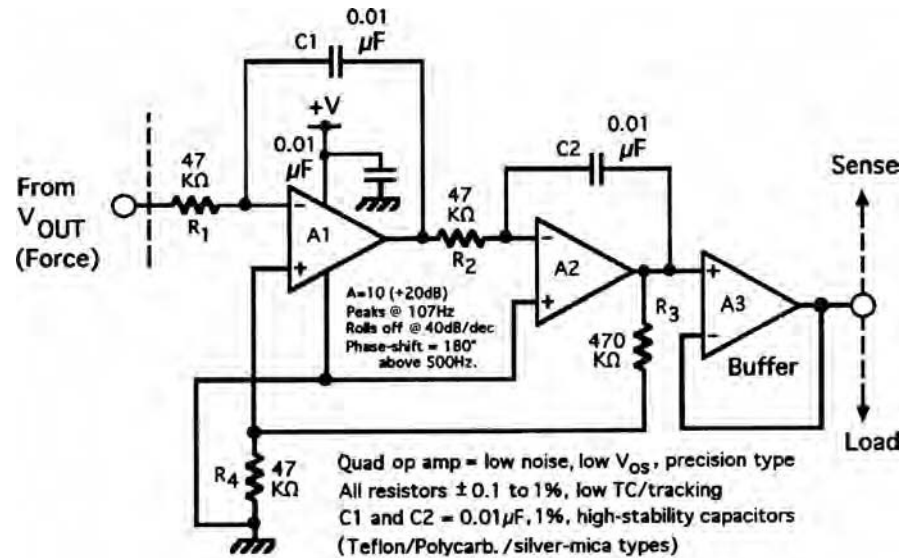 0.01
C1 µF
+V
0.01
µF
0.01
C2 µF
Sense
From
V OUT
(Force)
47
KΩ
R1
−
A1
+
47
KΩ
R2
−
A2
+
A=10 (+20dB)
Peaks @ 107Hz
Rolls off @ 40dB/dec
Phase-shift = 180°
above 500Hz.
R3
470
KΩ
+
A3
−
Buffer
Load
R4
47
KΩ
Quad op amp = low noise, low VOS, precision type
All resistors ± 0.1 to 1%, low TC/tracking
C1 and C2 = 0.01µF, 1%, high-stability capacitors
(Teflon/Polycarb./silver-mica types)